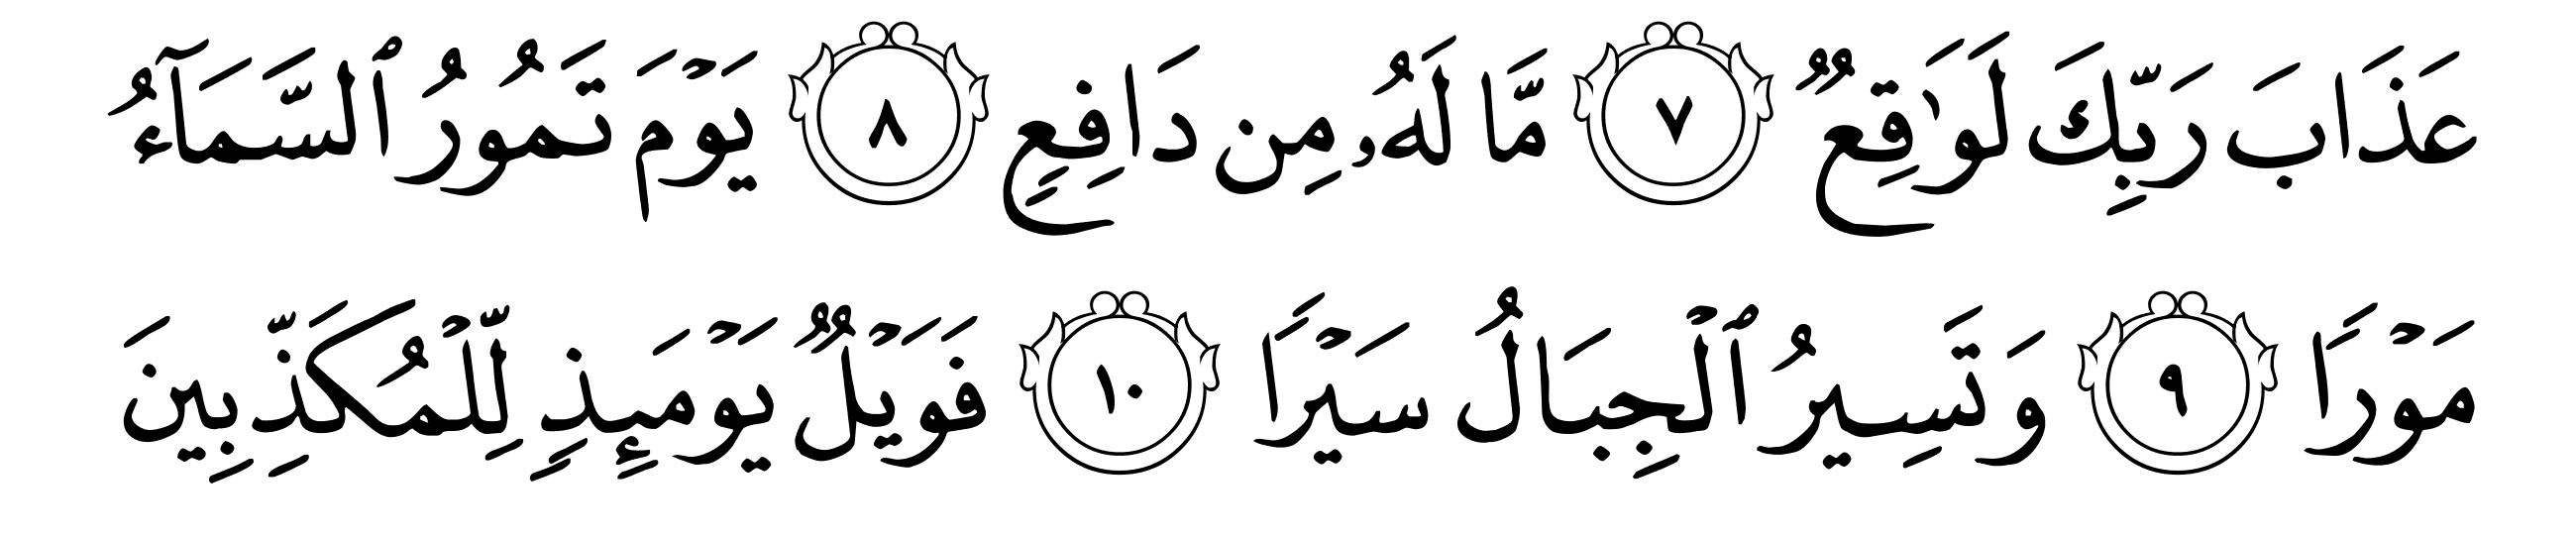 عَذَابَ رَبِّكَ لَوَٰقِعٌ ٧ مَّا لَهُۥ مِن دَافِعٍ ٨ يَوْمَ تَمُورُ ٱلسَّمَآءُ
مَوْرًا ٩ وَتَسِيرُ ٱلْجِبَالُ سَيْرًا ١٠ فَوَيْلٌ يَوْمَئِذٍ لِّلْمُكَذِّبِينَ